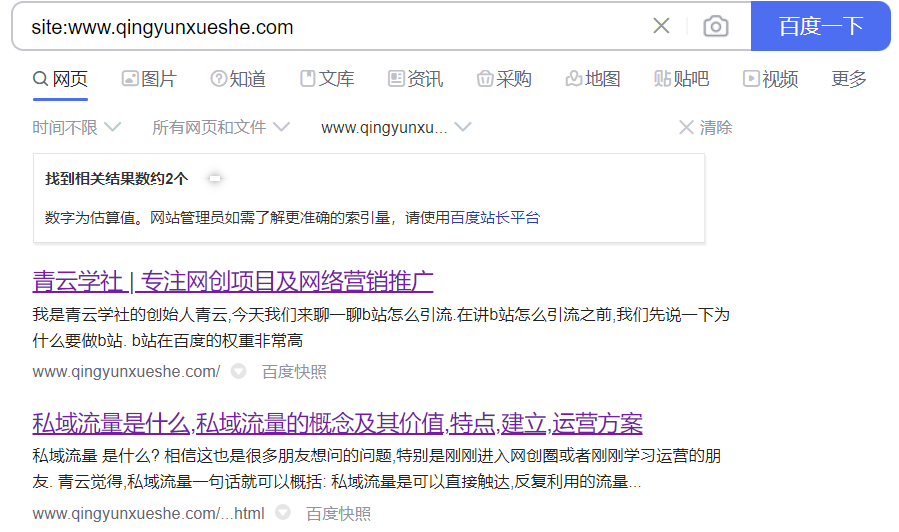 site:www.qingyunxueshe.com 百度一下
网页 图片 知道 文库 资讯 采购 地图 贴吧 视频 更多
时间不限 所有网页和文件 www.qingyunxu... 清除
找到相关结果数约2个
数字为估算值。网站管理员如需了解更准确的索引量，请使用百度站长平台
青云学社 | 专注网创项目及网络营销推广
我是青云学社的创始人青云,今天我们来聊一聊b站怎么引流.在讲b站怎么引流之前,我们先说一下为
什么要做b站. b站在百度的权重非常高
www.qingyunxueshe.com/ 百度快照
私域流量是什么,私域流量的概念及其价值,特点,建立,运营方案
私域流量 是什么? 相信这也是很多朋友想问的问题,特别是刚刚进入网创圈或者刚刚学习运营的朋
友. 青云觉得,私域流量一句话就可以概括: 私域流量是可以直接触达,反复利用的流量...
www.qingyunxueshe.com/...html 百度快照